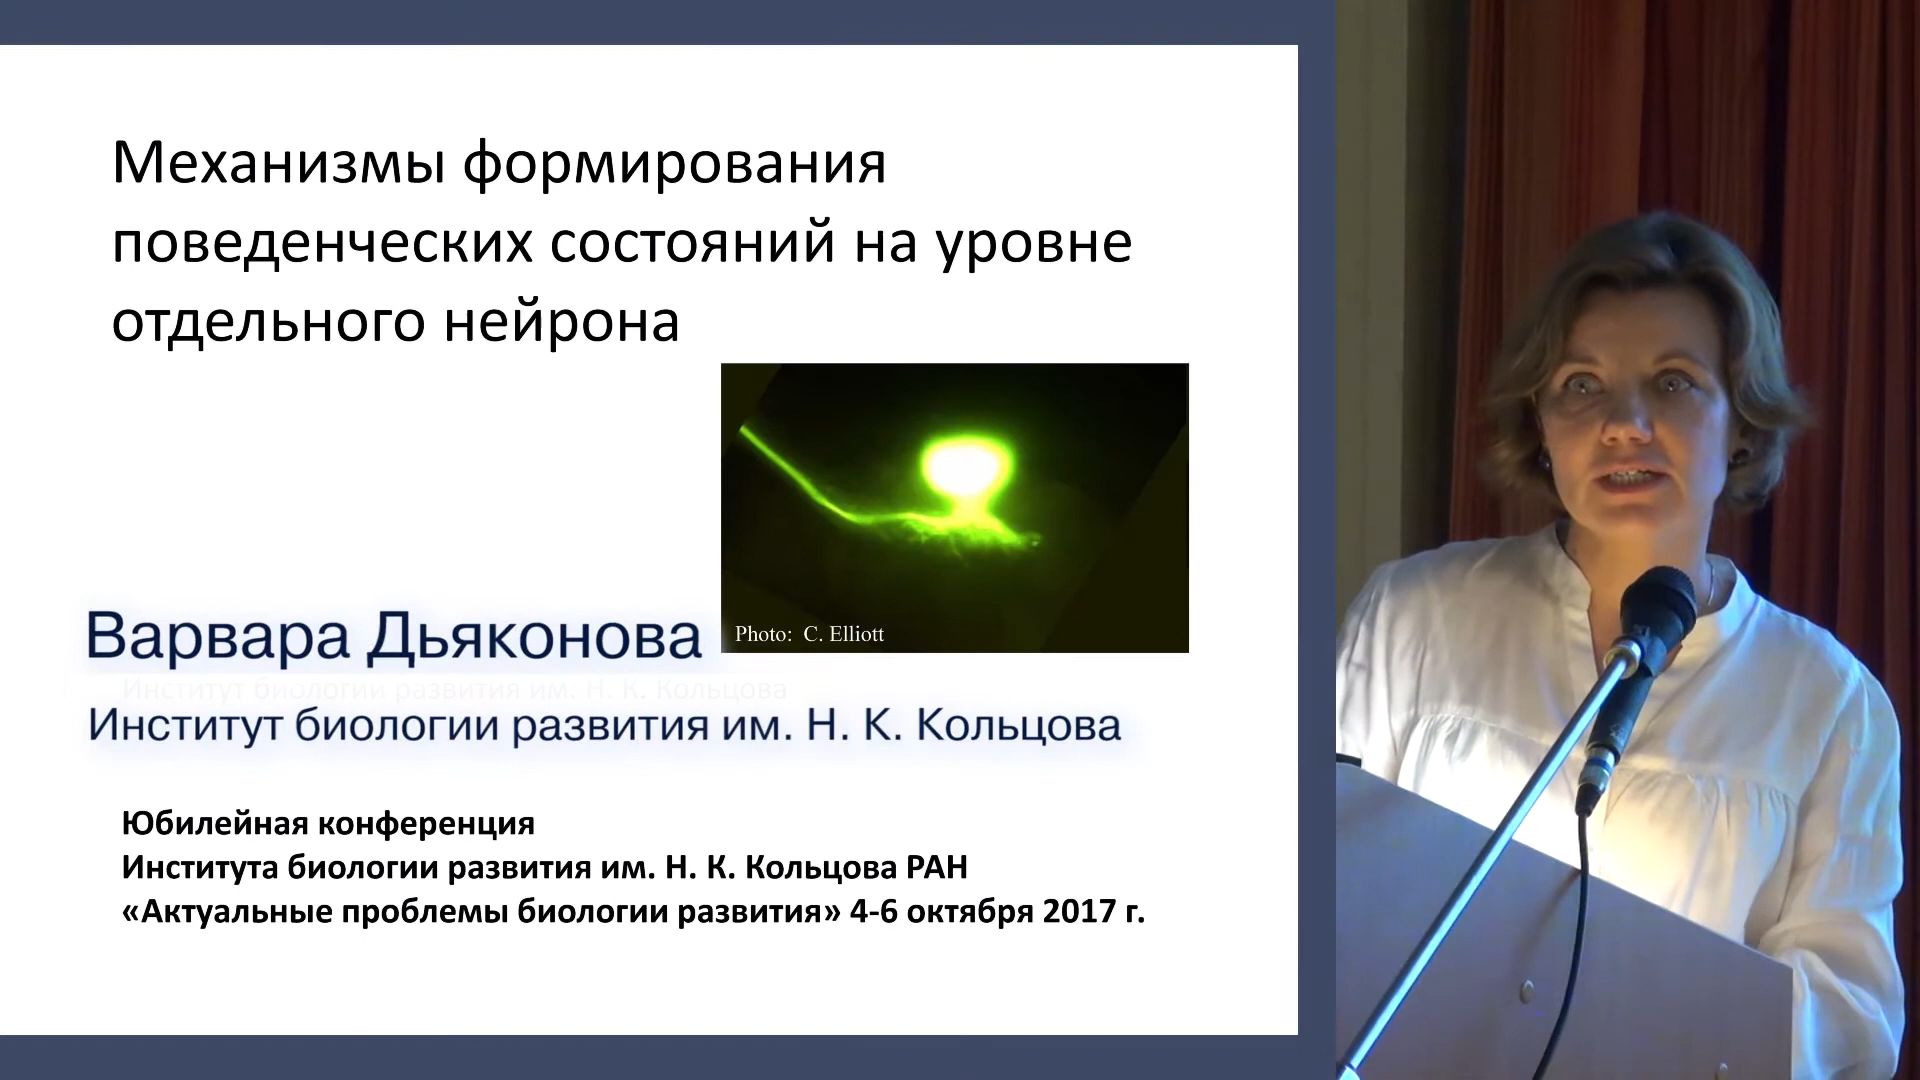 Механизмы формирования
поведенческих состояний на уровне
отдельного нейрона
Photo: C. Elliott
Варвара Дьяконова
Институт биологии развития им. Н. К. Кольцова
Институт биологии развития им. Н. К. Кольцова
Юбилейная конференция
Института биологии развития им. Н. К. Кольцова РАН
«Актуальные проблемы биологии развития» 4-6 октября 2017 г.